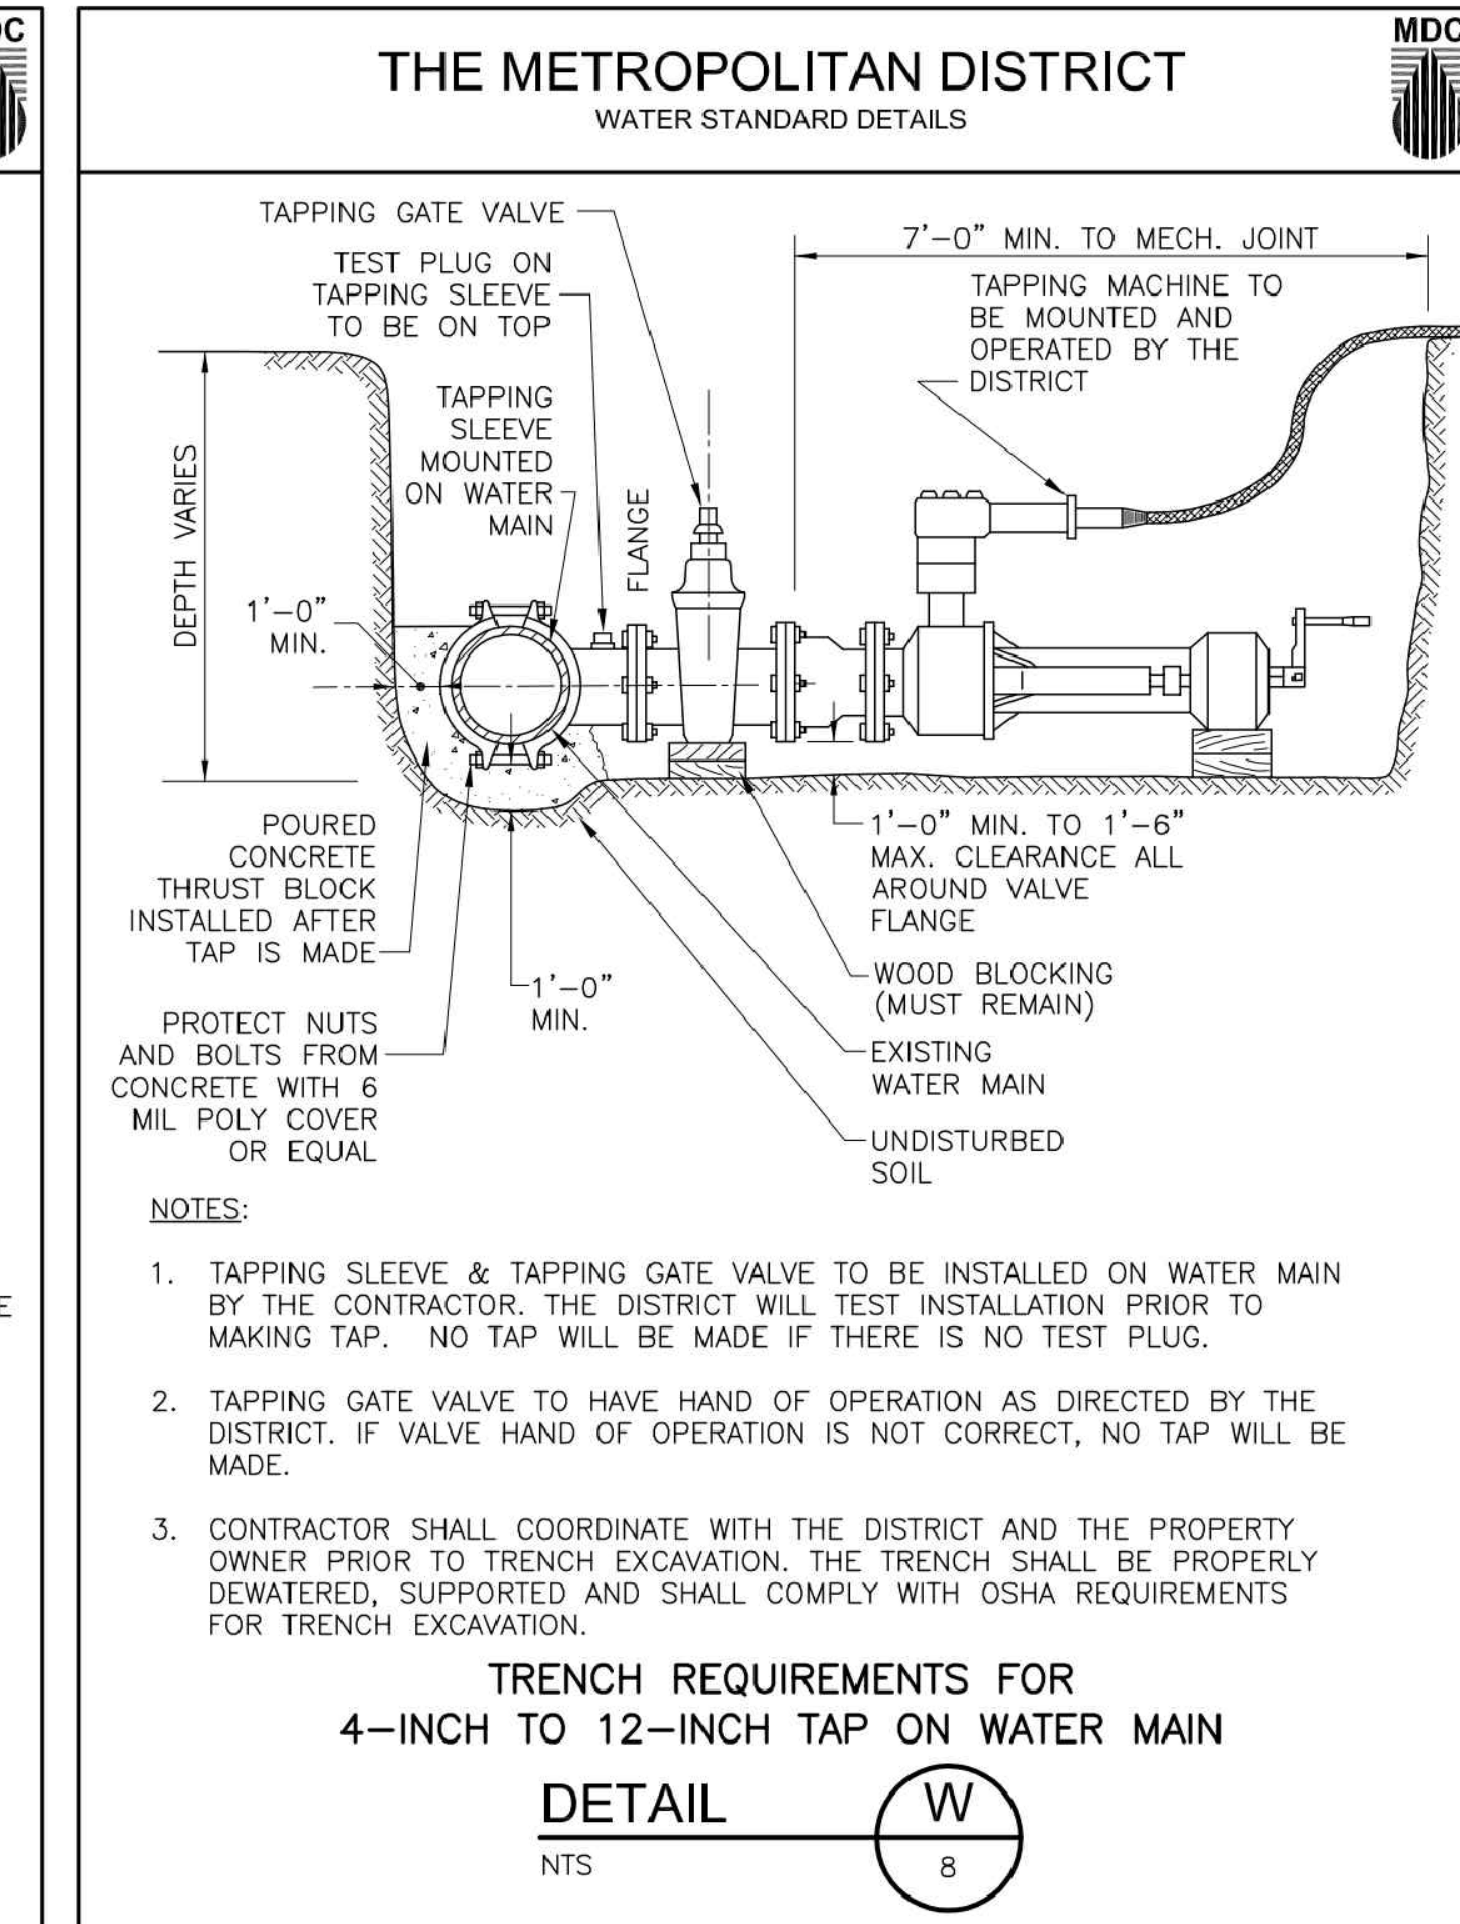 THE METROPOLITAN DISTRICT
WATER STANDARD DETAILS
MDC
TAPPING GATE VALVE
TEST PLUG ON
TAPPING SLEEVE
TO BE ON TOP
7'-0" MIN. TO MECH. JOINT
TAPPING MACHINE TO
BE MOUNTED AND
OPERATED BY THE
DISTRICT
TAPPING
SLEEVE
MOUNTED
ON WATER
MAIN
FLANGE
DEPTH VARIES
1'-0"
MIN.
POURED
CONCRETE
THRUST BLOCK
INSTALLED AFTER
TAP IS MADE
1'-0" MIN. TO 1'-6"
MAX. CLEARANCE ALL
AROUND VALVE
FLANGE
WOOD BLOCKING
(MUST REMAIN)
1'-0"
MIN.
PROTECT NUTS
AND BOLTS FROM
CONCRETE WITH 6
MIL POLY COVER
OR EQUAL
EXISTING
WATER MAIN
UNDISTURBED
SOIL
NOTES:
1. TAPPING SLEEVE & TAPPING GATE VALVE TO BE INSTALLED ON WATER MAIN
BY THE CONTRACTOR. THE DISTRICT WILL TEST INSTALLATION PRIOR TO
MAKING TAP. NO TAP WILL BE MADE IF THERE IS NO TEST PLUG.
2. TAPPING GATE VALVE TO HAVE HAND OF OPERATION AS DIRECTED BY THE
DISTRICT. IF VALVE HAND OF OPERATION IS NOT CORRECT, NO TAP WILL BE
MADE.
3. CONTRACTOR SHALL COORDINATE WITH THE DISTRICT AND THE PROPERTY
OWNER PRIOR TO TRENCH EXCAVATION. THE TRENCH SHALL BE PROPERLY
DEWATERED, SUPPORTED AND SHALL COMPLY WITH OSHA REQUIREMENTS
FOR TRENCH EXCAVATION.
TRENCH REQUIREMENTS FOR
4-INCH TO 12-INCH TAP ON WATER MAIN
DETAIL
W
NTS
8